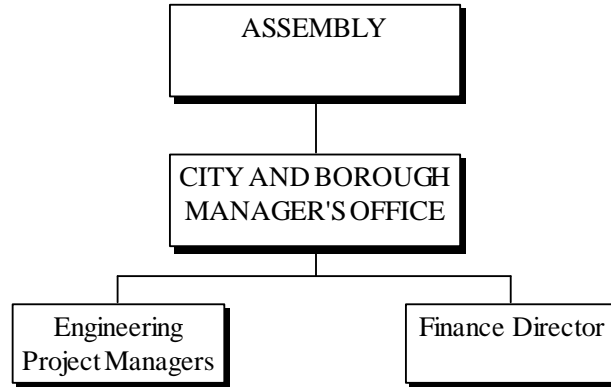 ASSEMBLY
CITY AND BOROUGH
MANAGER'S OFFICE
Engineering
Project Managers
Finance Director